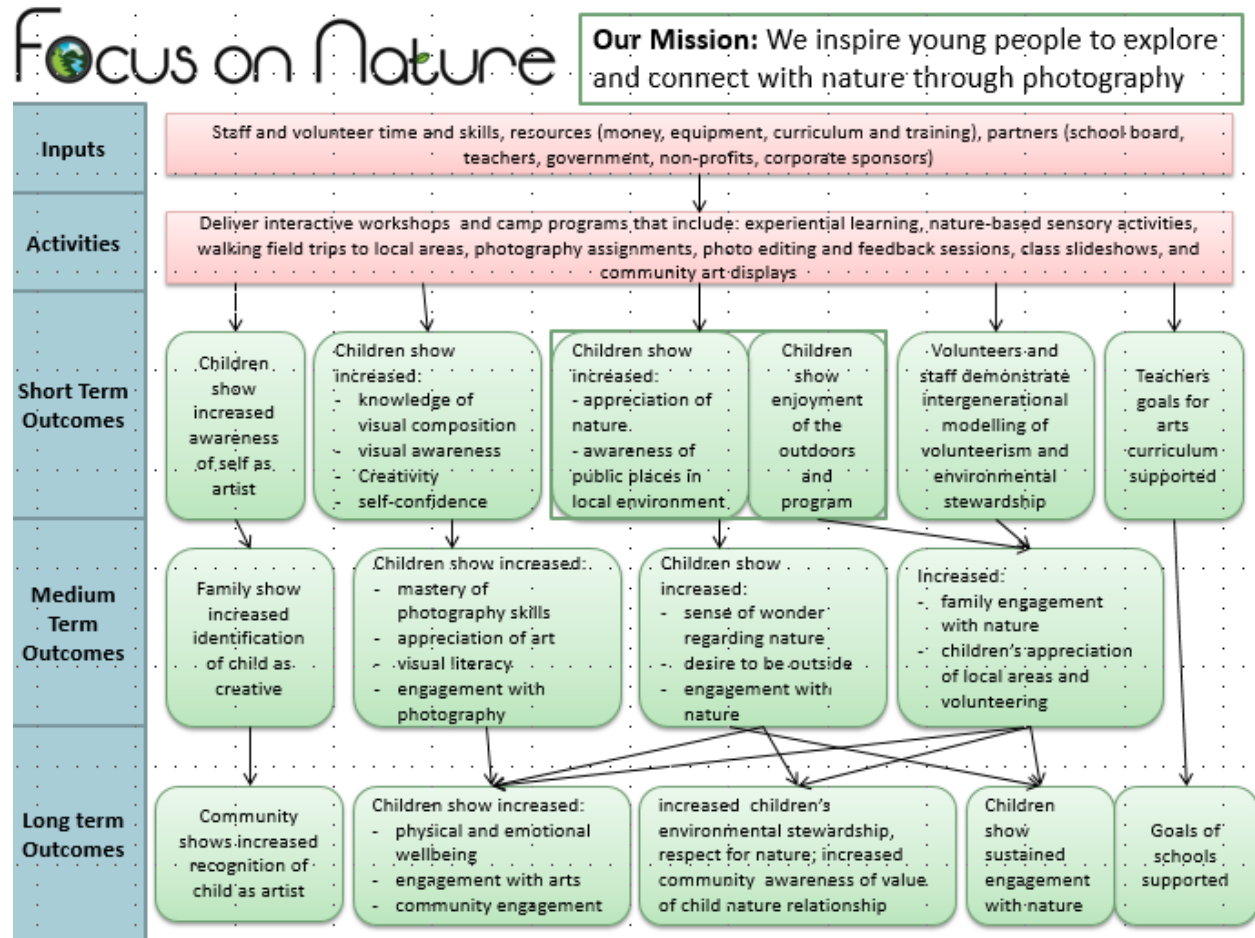 Focus on Nature
Our Mission: We inspire young people to explore
and connect with nature through photography
Inputs
Staff and volunteer time and skills, resources (money, equipment, curriculum and training), partners (school board,
teachers, government, non-profits, corporate sponsors)
Activities
Deliver interactive workshops and camp programs that include: experiential learning, nature-based sensory activities,
walking field trips to local areas, photography assignments, photo editing and feedback sessions, class slideshows, and
community art displays
Short Term
Outcomes
Children
show
increased
awareness
of self as
artist
Children show
increased:
- knowledge of
visual composition
- visual awareness
- Creativity
- self-confidence
Children show
increased:
- appreciation of
nature.
- awareness of
public places in
local environment
Children
show
enjoyment
of the
outdoors
and
program
Volunteers and
staff demonstrate
intergenerational
modelling of
volunteerism and
environmental
stewardship
Teachers
goals for
arts
curriculum
supported
Medium
Term
Outcomes
Family show
increased
identification
of child as
creative
Children show increased:
- mastery of
photography skills
- appreciation of art
- visual literacy
- engagement with
photography
Children show
increased:
- sense of wonder
regarding nature
- desire to be outside
- engagement with
nature
Increased:
- family engagement
with nature
- children's appreciation
of local areas and
volunteering
Long term
Outcomes
Community
shows increased
recognition of
child as artist
Children show increased:
- physical and emotional
wellbeing
- engagement with arts
- community engagement
increased children's
environmental stewardship,
respect for nature; increased
community awareness of value
of child nature relationship
Children
show
sustained
engagement
with nature
Goals of
schools
supported